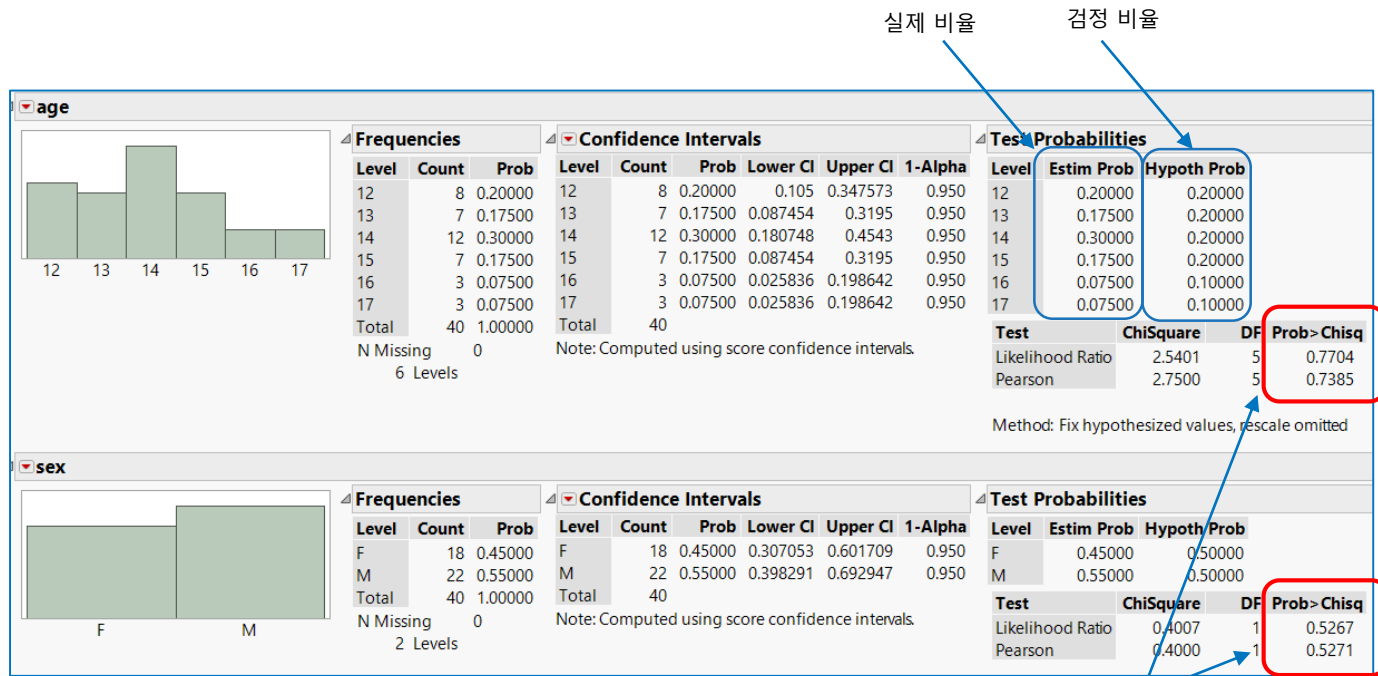 실제 비율 검정 비율
age
Frequencies Confidence Intervals Test Probabilities
Level Count Prob Level Count Prob Lower CI Upper CI 1-Alpha Level Estim Prob Hypoth Prob
12 8 0.20000 12 8 0.20000 0.105 0.347573 0.950 12 0.20000 0.20000
13 7 0.17500 13 7 0.17500 0.087454 0.3195 0.950 13 0.17500 0.20000
14 12 0.30000 14 12 0.30000 0.180748 0.4543 0.950 14 0.30000 0.20000
15 7 0.17500 15 7 0.17500 0.087454 0.3195 0.950 15 0.17500 0.20000
16 3 0.07500 16 3 0.07500 0.025836 0.198642 0.950 16 0.07500 0.10000
17 3 0.07500 17 3 0.07500 0.025836 0.198642 0.950 17 0.07500 0.10000
12 13 14 15 16 17
Total 40 1.00000 Total 40 Test ChiSquare DF Prob>Chisq
N Missing 0 Note: Computed using score confidence intervals. Likelihood Ratio 2.5401 5 0.7704
6 Levels Pearson 2.7500 5 0.7385
Method: Fix hypothesized values, rescale omitted
sex
Frequencies Confidence Intervals Test Probabilities
Level Count Prob Level Count Prob Lower CI Upper CI 1-Alpha Level Estim Prob Hypoth Prob
F 18 0.45000 F 18 0.45000 0.307053 0.601709 0.950 F 0.45000 0.50000
M 22 0.55000 M 22 0.55000 0.398291 0.692947 0.950 M 0.55000 0.50000
Total 40 1.00000 Total 40 Test ChiSquare DF Prob>Chisq
N Missing 0 Note: Computed using score confidence intervals. Likelihood Ratio 0.4007 1 0.5267
2 Levels Pearson 0.4000 1 0.5271
F M